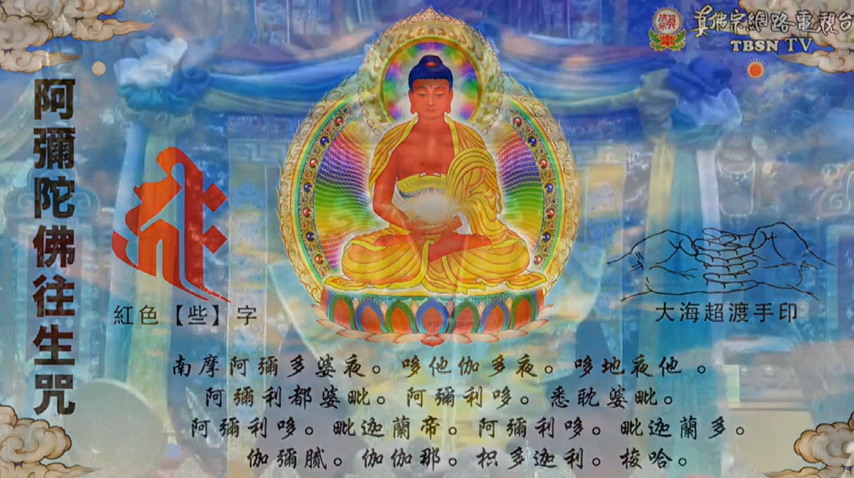 真佛宗網路電視台
TBSN TV
阿彌陀佛往生咒
紅色【些】字
大海超渡手印
南摩阿彌多婆夜。哆他伽多夜。哆地夜他。
阿彌利都婆毗。阿彌利哆。悉耽婆毗。
阿彌利哆。毗迦蘭帝。阿彌利哆。毗迦蘭多。
伽彌膩。伽伽那。枳多迦利。梭哈。